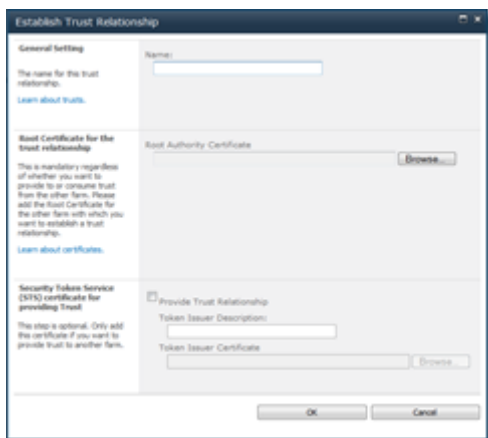 Establish Trust Relationship
General Setting
The name for this trust
relationship.
Learn about trusts.
Name:
Root Certificate for the
trust relationship
This is mandatory regardless
of whether you want to
provide to or consume trust
from the other farm. Please
add the Root Certificate for
the other farm with which you
want to establish a trust
relationship.
Learn about certificates.
Root Authority Certificate
Browse...
Security Token Service
(STS) certificate for
providing Trust
This step is optional. Only add
this certificate if you want to
provide trust to another farm.
Provide Trust Relationship
Token Issuer Description:
Token Issuer Certificate
Browse...
OK
Cancel